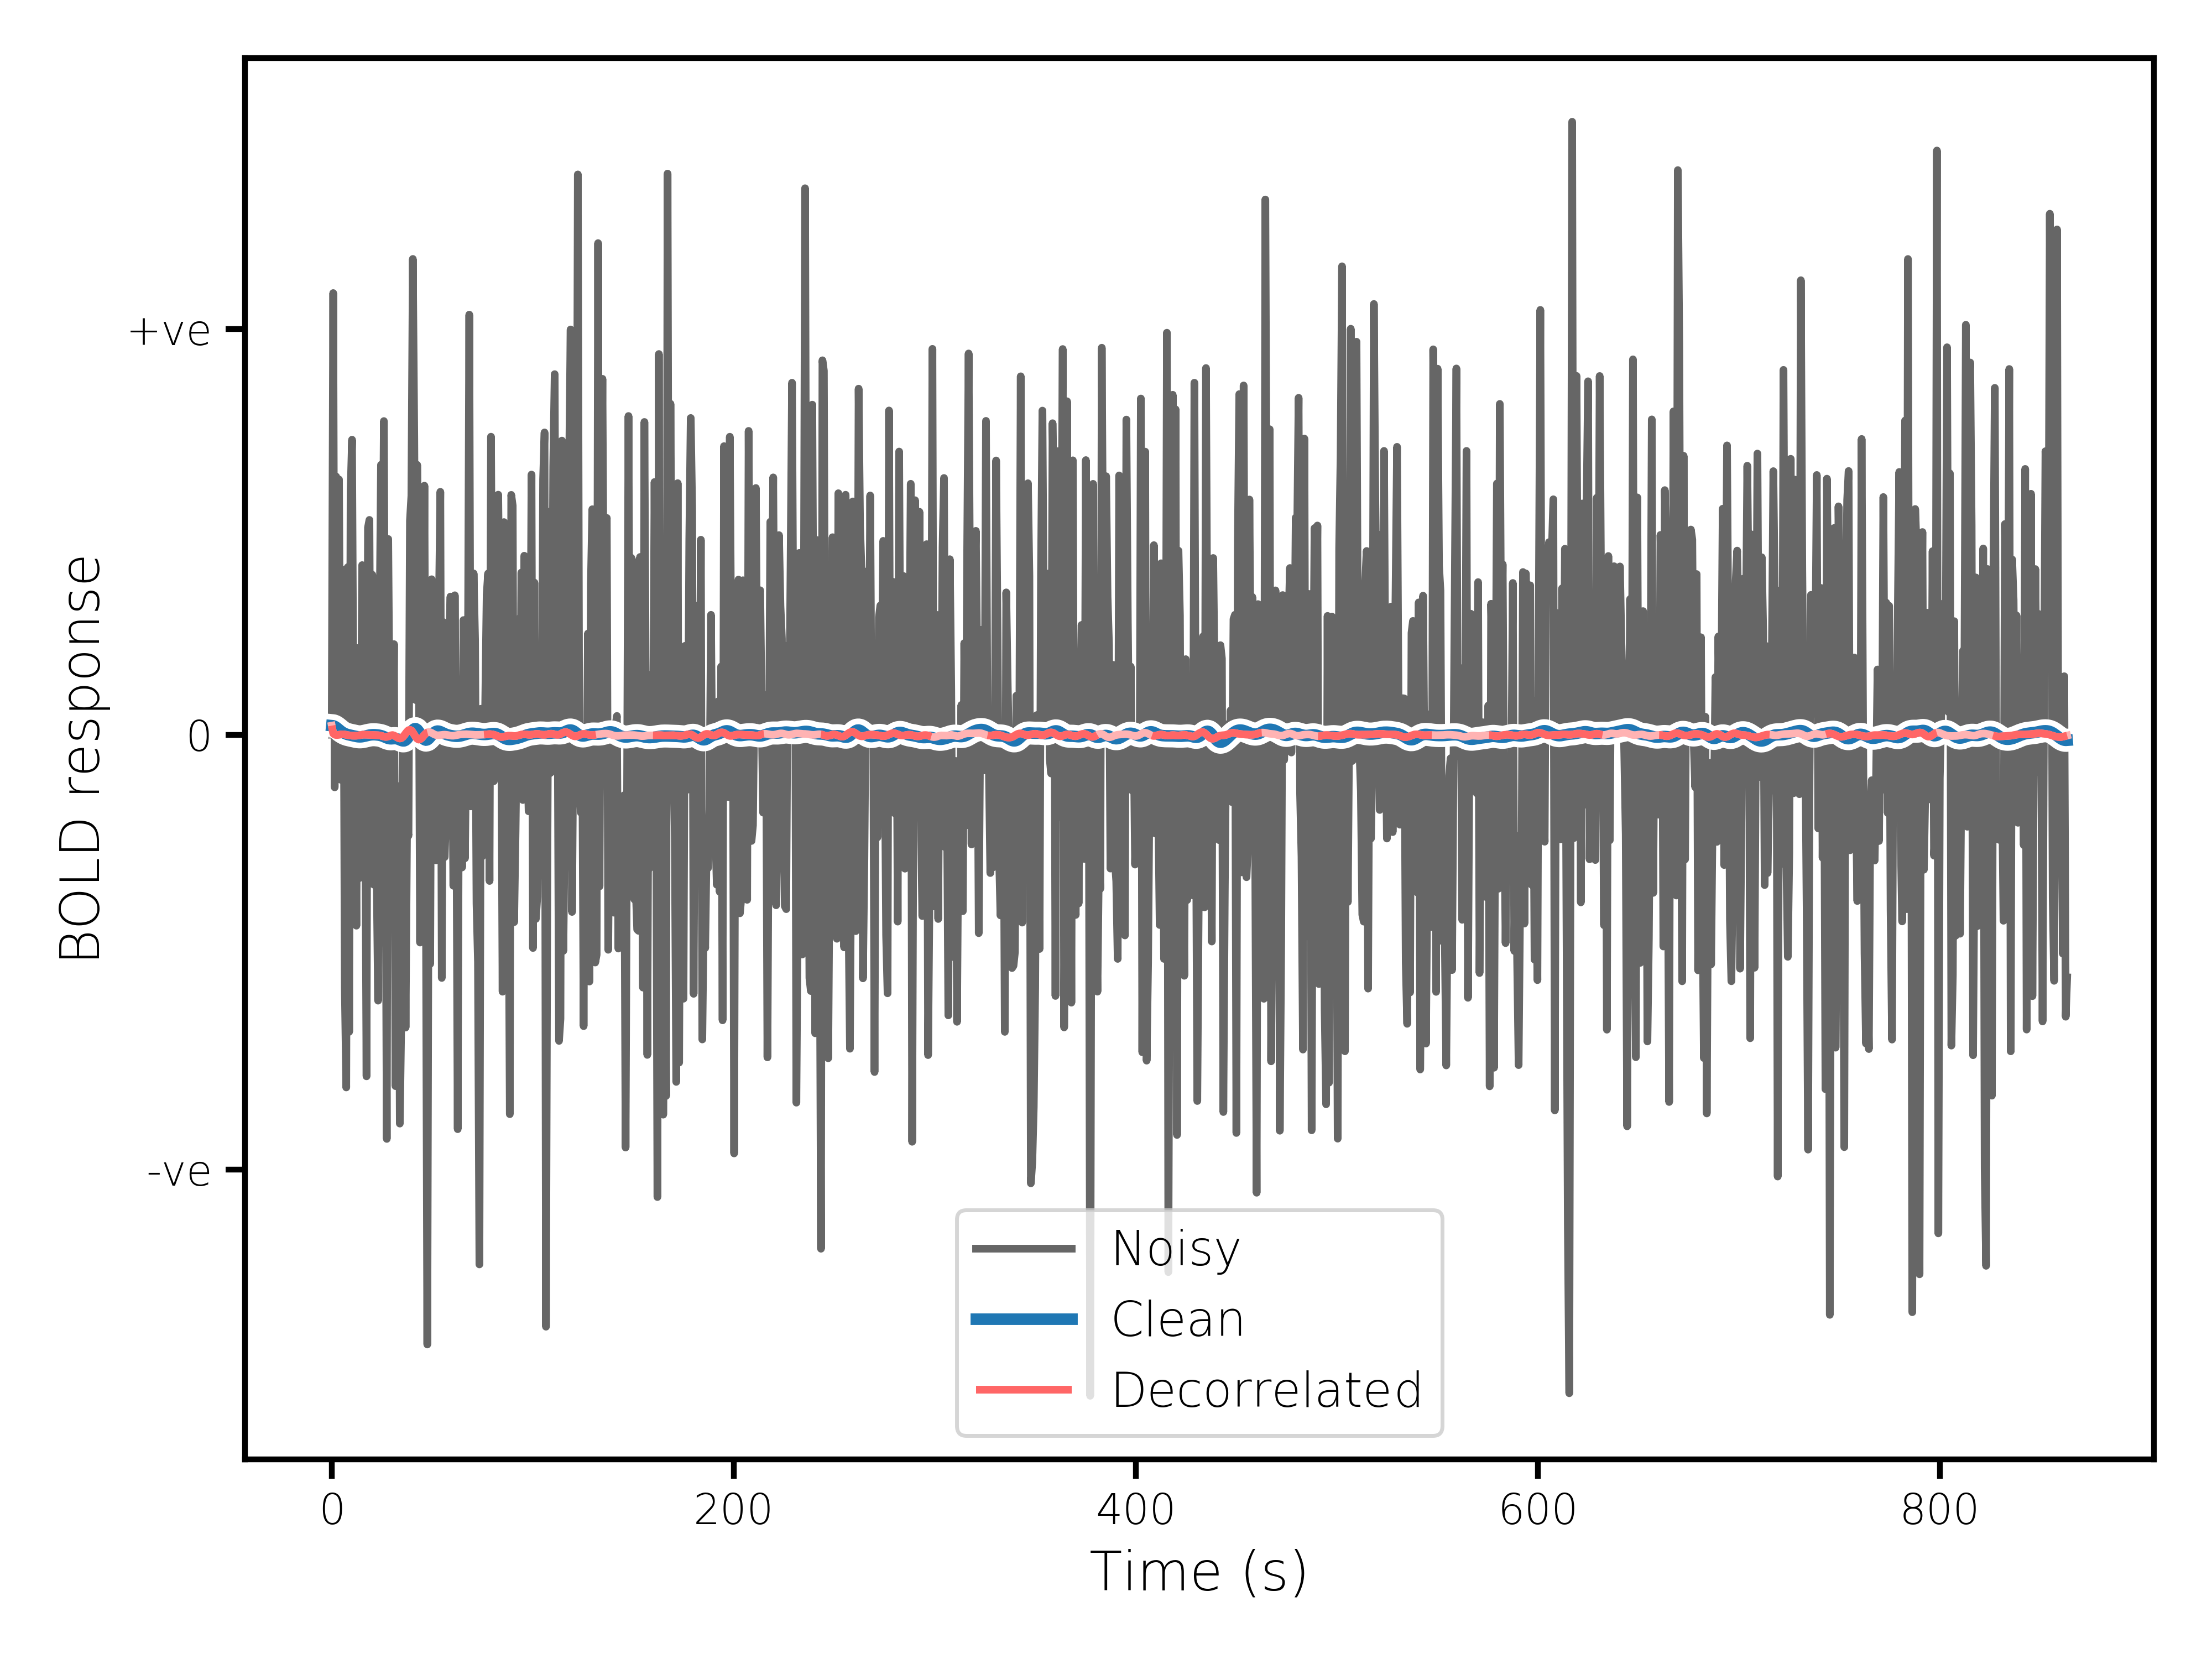 BOLD response
+ve
0
-ve
Noisy
Clean
Decorrelated
0 200 400 600 800
Time (s)